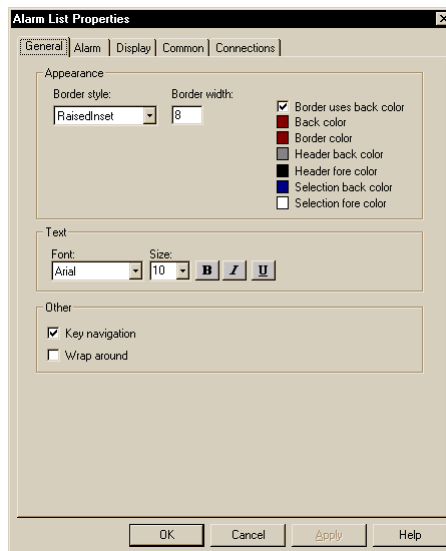 Alarm List Properties
General Alarm Display Common Connections
Appearance
Border style: Border width:
RaisedInset 8
Border uses back color
Back color
Border color
Header back color
Header fore color
Selection back color
Selection fore color
Text
Font: Size:
Arial 10 B I U
Other
Key navigation
Wrap around
OK Cancel Apply Help